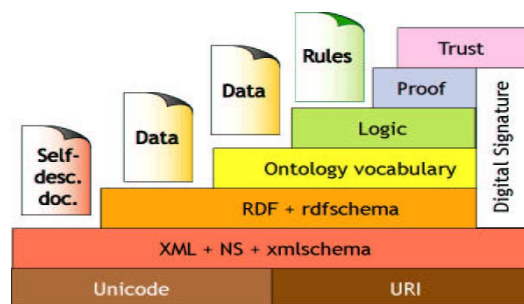 Trust
Rules
Proof
Data
Logic
Data
Ontology vocabulary
Digital Signature
Self-
desc.
doc.
RDF + rdfschema
XML + NS + xmlschema
Unicode
URI